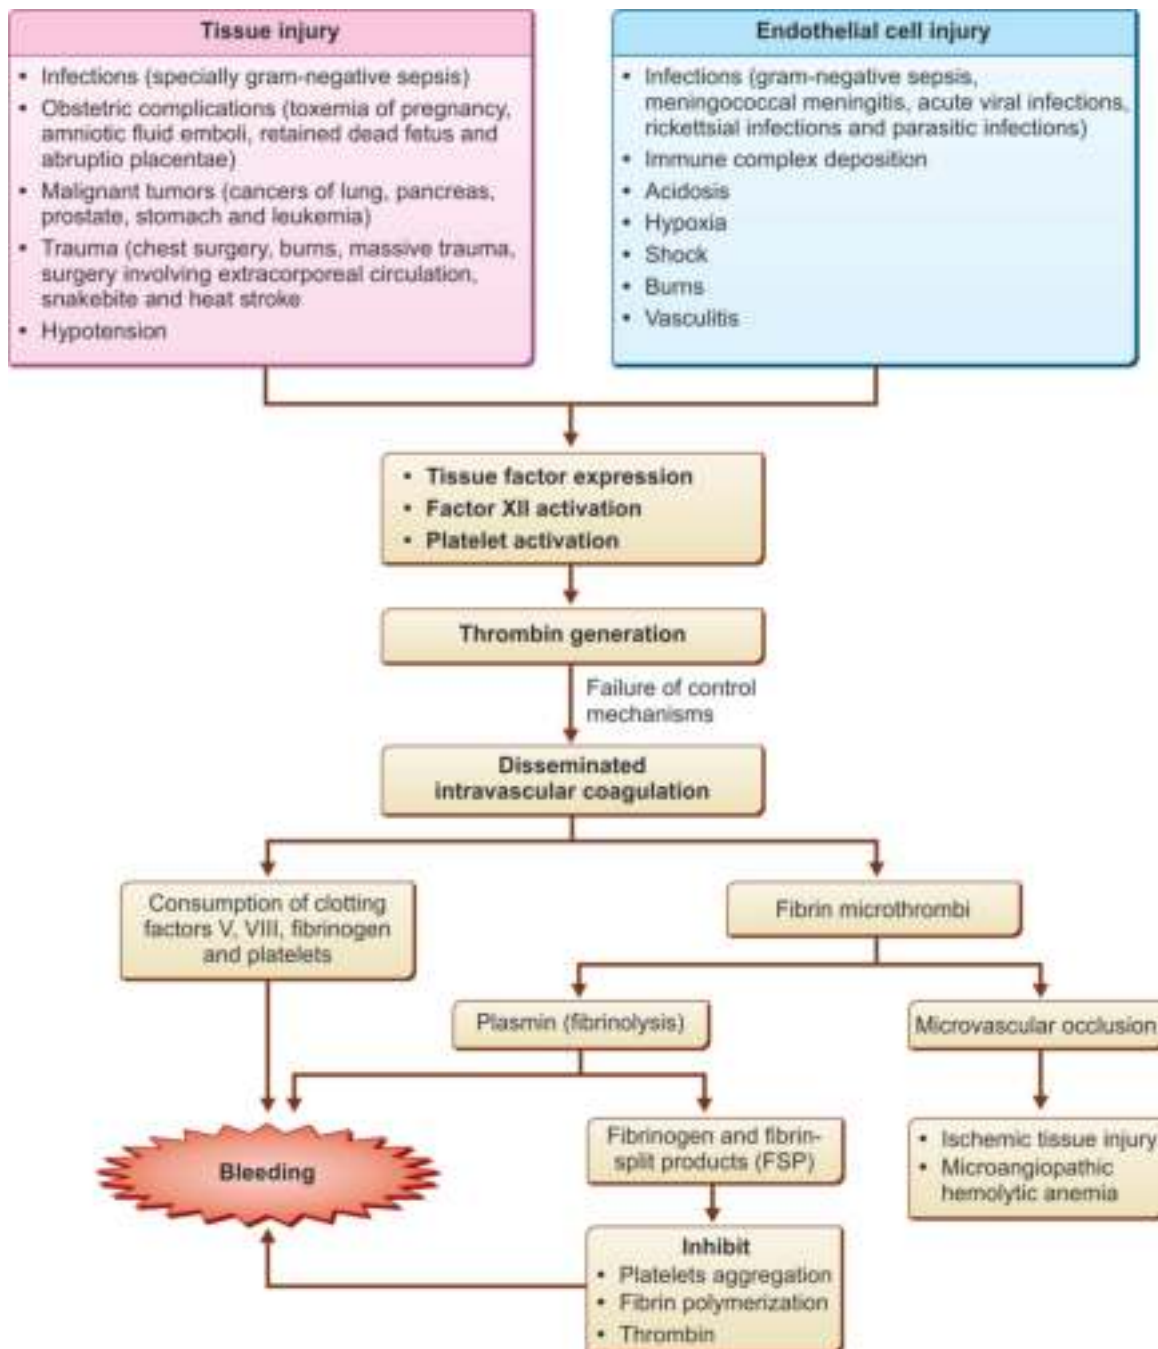 Tissue injury
• Infections (specially gram-negative sepsis)
• Obstetric complications (toxemia of pregnancy,
amniotic fluid emboli, retained dead fetus and
abruptio placentae)
• Malignant tumors (cancers of lung, pancreas,
prostate, stomach and leukemia)
• Trauma (chest surgery, burns, massive trauma,
surgery involving extracorporeal circulation,
snakebite and heat stroke
• Hypotension
Endothelial cell injury
• Infections (gram-negative sepsis,
meningococcal meningitis, acute viral infections,
rickettsial infections and parasitic infections)
• Immune complex deposition
• Acidosis
• Hypoxia
• Shock
• Burns
• Vasculitis
• Tissue factor expression
• Factor XII activation
• Platelet activation
Thrombin generation
Failure of control
mechanisms
Disseminated
intravascular coagulation
Consumption of clotting
factors V, VIII, fibrinogen
and platelets
Fibrin microthrombi
Plasmin (fibrinolysis)
Microvascular occlusion
Bleeding
Fibrinogen and fibrin-
split products (FSP)
• Ischemic tissue injury
• Microangiopathic
hemolytic anemia
Inhibit
• Platelets aggregation
• Fibrin polymerization
• Thrombin